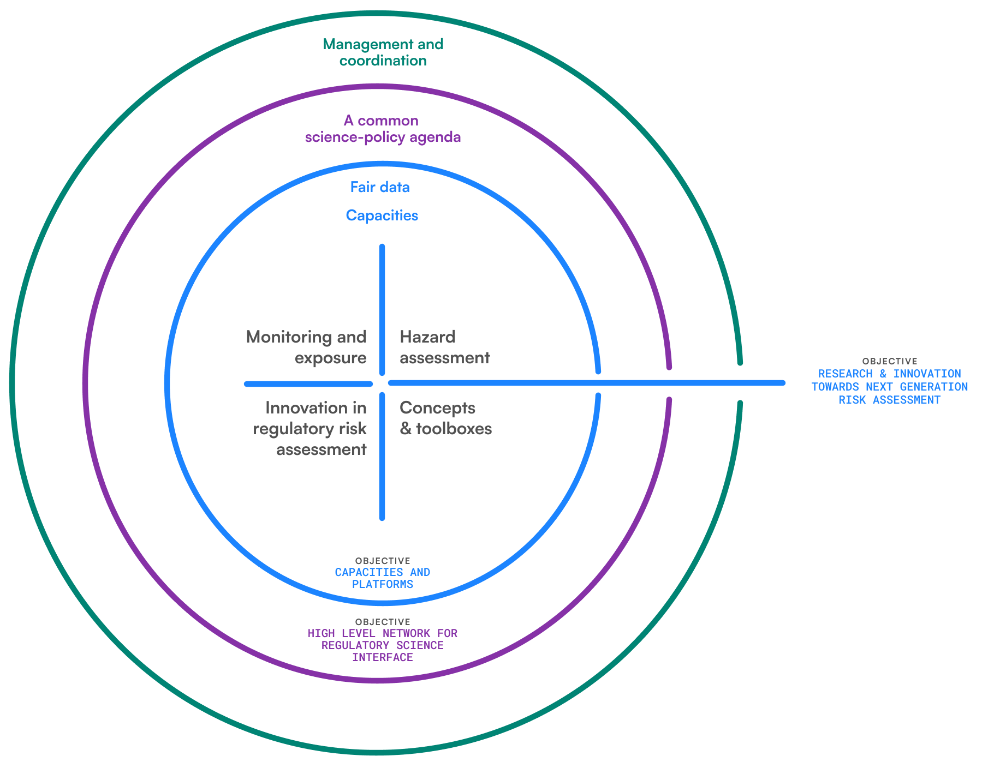 Management and
coordination
A common
science-policy agenda
Fair data
Capacities
Monitoring and
exposure
Hazard
assessment
Innovation in
regulatory risk
assessment
Concepts
& toolboxes
OBJECTIVE
RESEARCH & INNOVATION
TOWARDS NEXT GENERATION
RISK ASSESSMENT
OBJECTIVE
CAPACITIES AND
PLATFORMS
OBJECTIVE
HIGH LEVEL NETWORK FOR
REGULATORY SCIENCE
INTERFACE